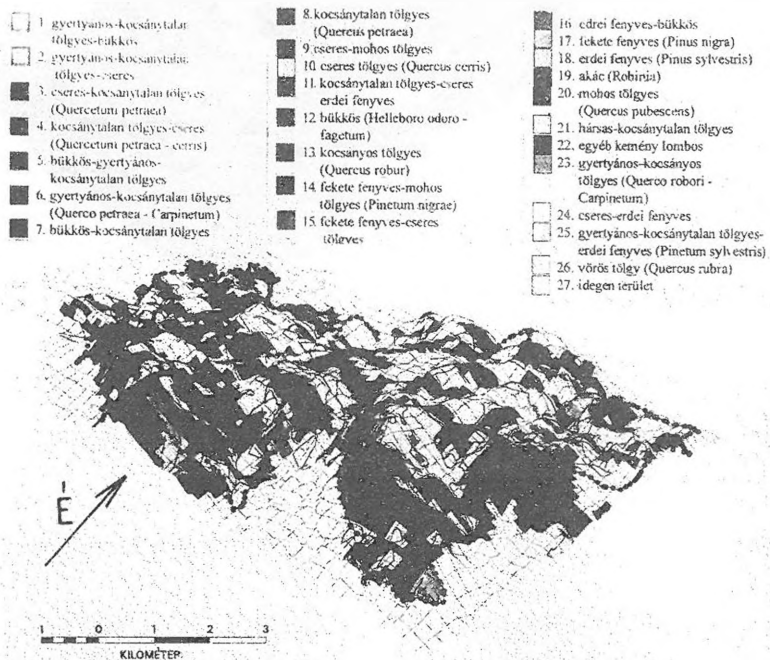 1 gyertyános-kocsánytalan
tölgyes-bükkös
2. gyertyános-kocsánytalan
tölgyes-cseres
3. cseres-kocsánytalan tölgyes
(Quercetum petraea)
4. kocsánytalan tölgyes-cseres
(Quercetum petraea - cerris)
5. bükkös-gyertyános-
kocsánytalan tölgyes
6. gyertyános-kocsánytalan tölgyes
(Querco petraea - Carpinetum)
7. bükkös-kocsánytalan tölgyes
8. kocsánytalan tölgyes
(Quercus petraea)
9. cseres-mohos tölgyes
10. cseres tölgyes (Quercus cerris)
11. kocsánytalan tölgyes-cseres
erdei fenyves
12. bükkös (Helleboro odoro -
fagetum)
13. kocsányos tölgyes
(Quercus robur)
14. fekete fenyves-mohos
tölgyes (Pinetum nigrae)
15. fekete fenyves-cseres
tölgyes
16. edrei fenyves-bükkös
17. fekete fenyves (Pinus nigra)
18. erdei fenyves (Pinus sylvestris)
19. akác (Robinia)
20. mohos tölgyes
(Quercus pubescens)
21. hársas-kocsánytalan tölgyes
22. egyéb kemény lombos
23. gyertyános-kocsányos
tölgyes (Querco robori -
Carpinetum)
24. cseres-erdei fenyves
25. gyertyános-kocsánytalan tölgyes-
erdei fenyves (Pinetum sylvestris)
26. vörös tölgy (Quercus rubra)
27. idegen terület
É
1 0 1 2 3
KILOMÉTER